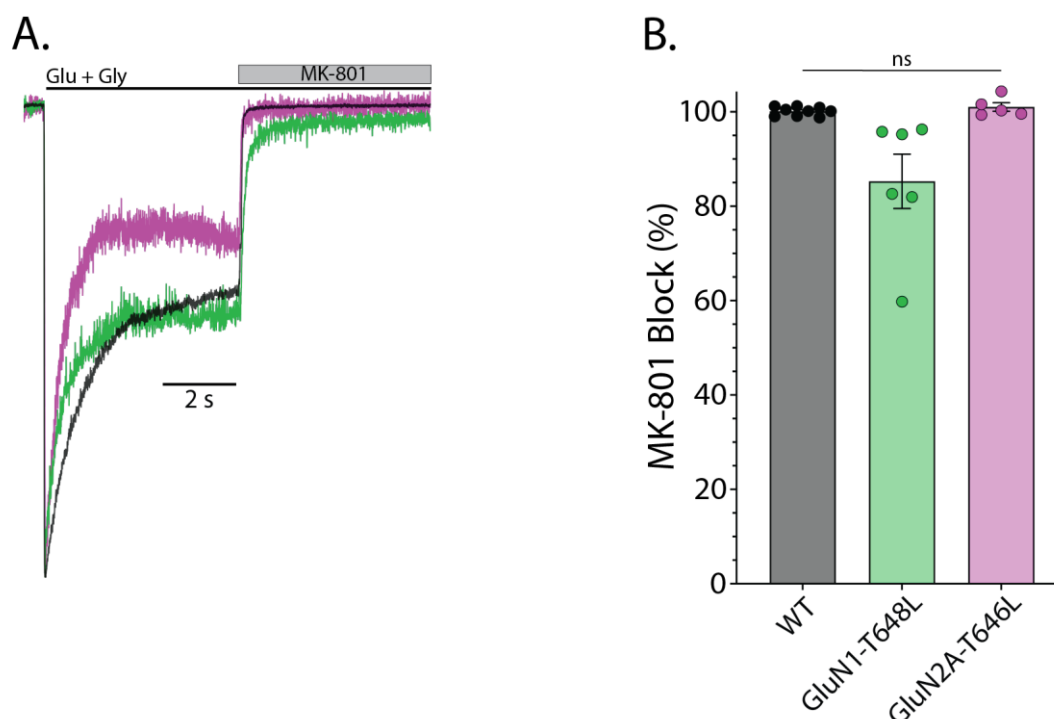 A.
Glu + Gly
MK-801
2 s
B.
ns
MK-801 Block (%)
100
80
60
40
20
0
WT
GluN1-T648L
GluN2A-T646L